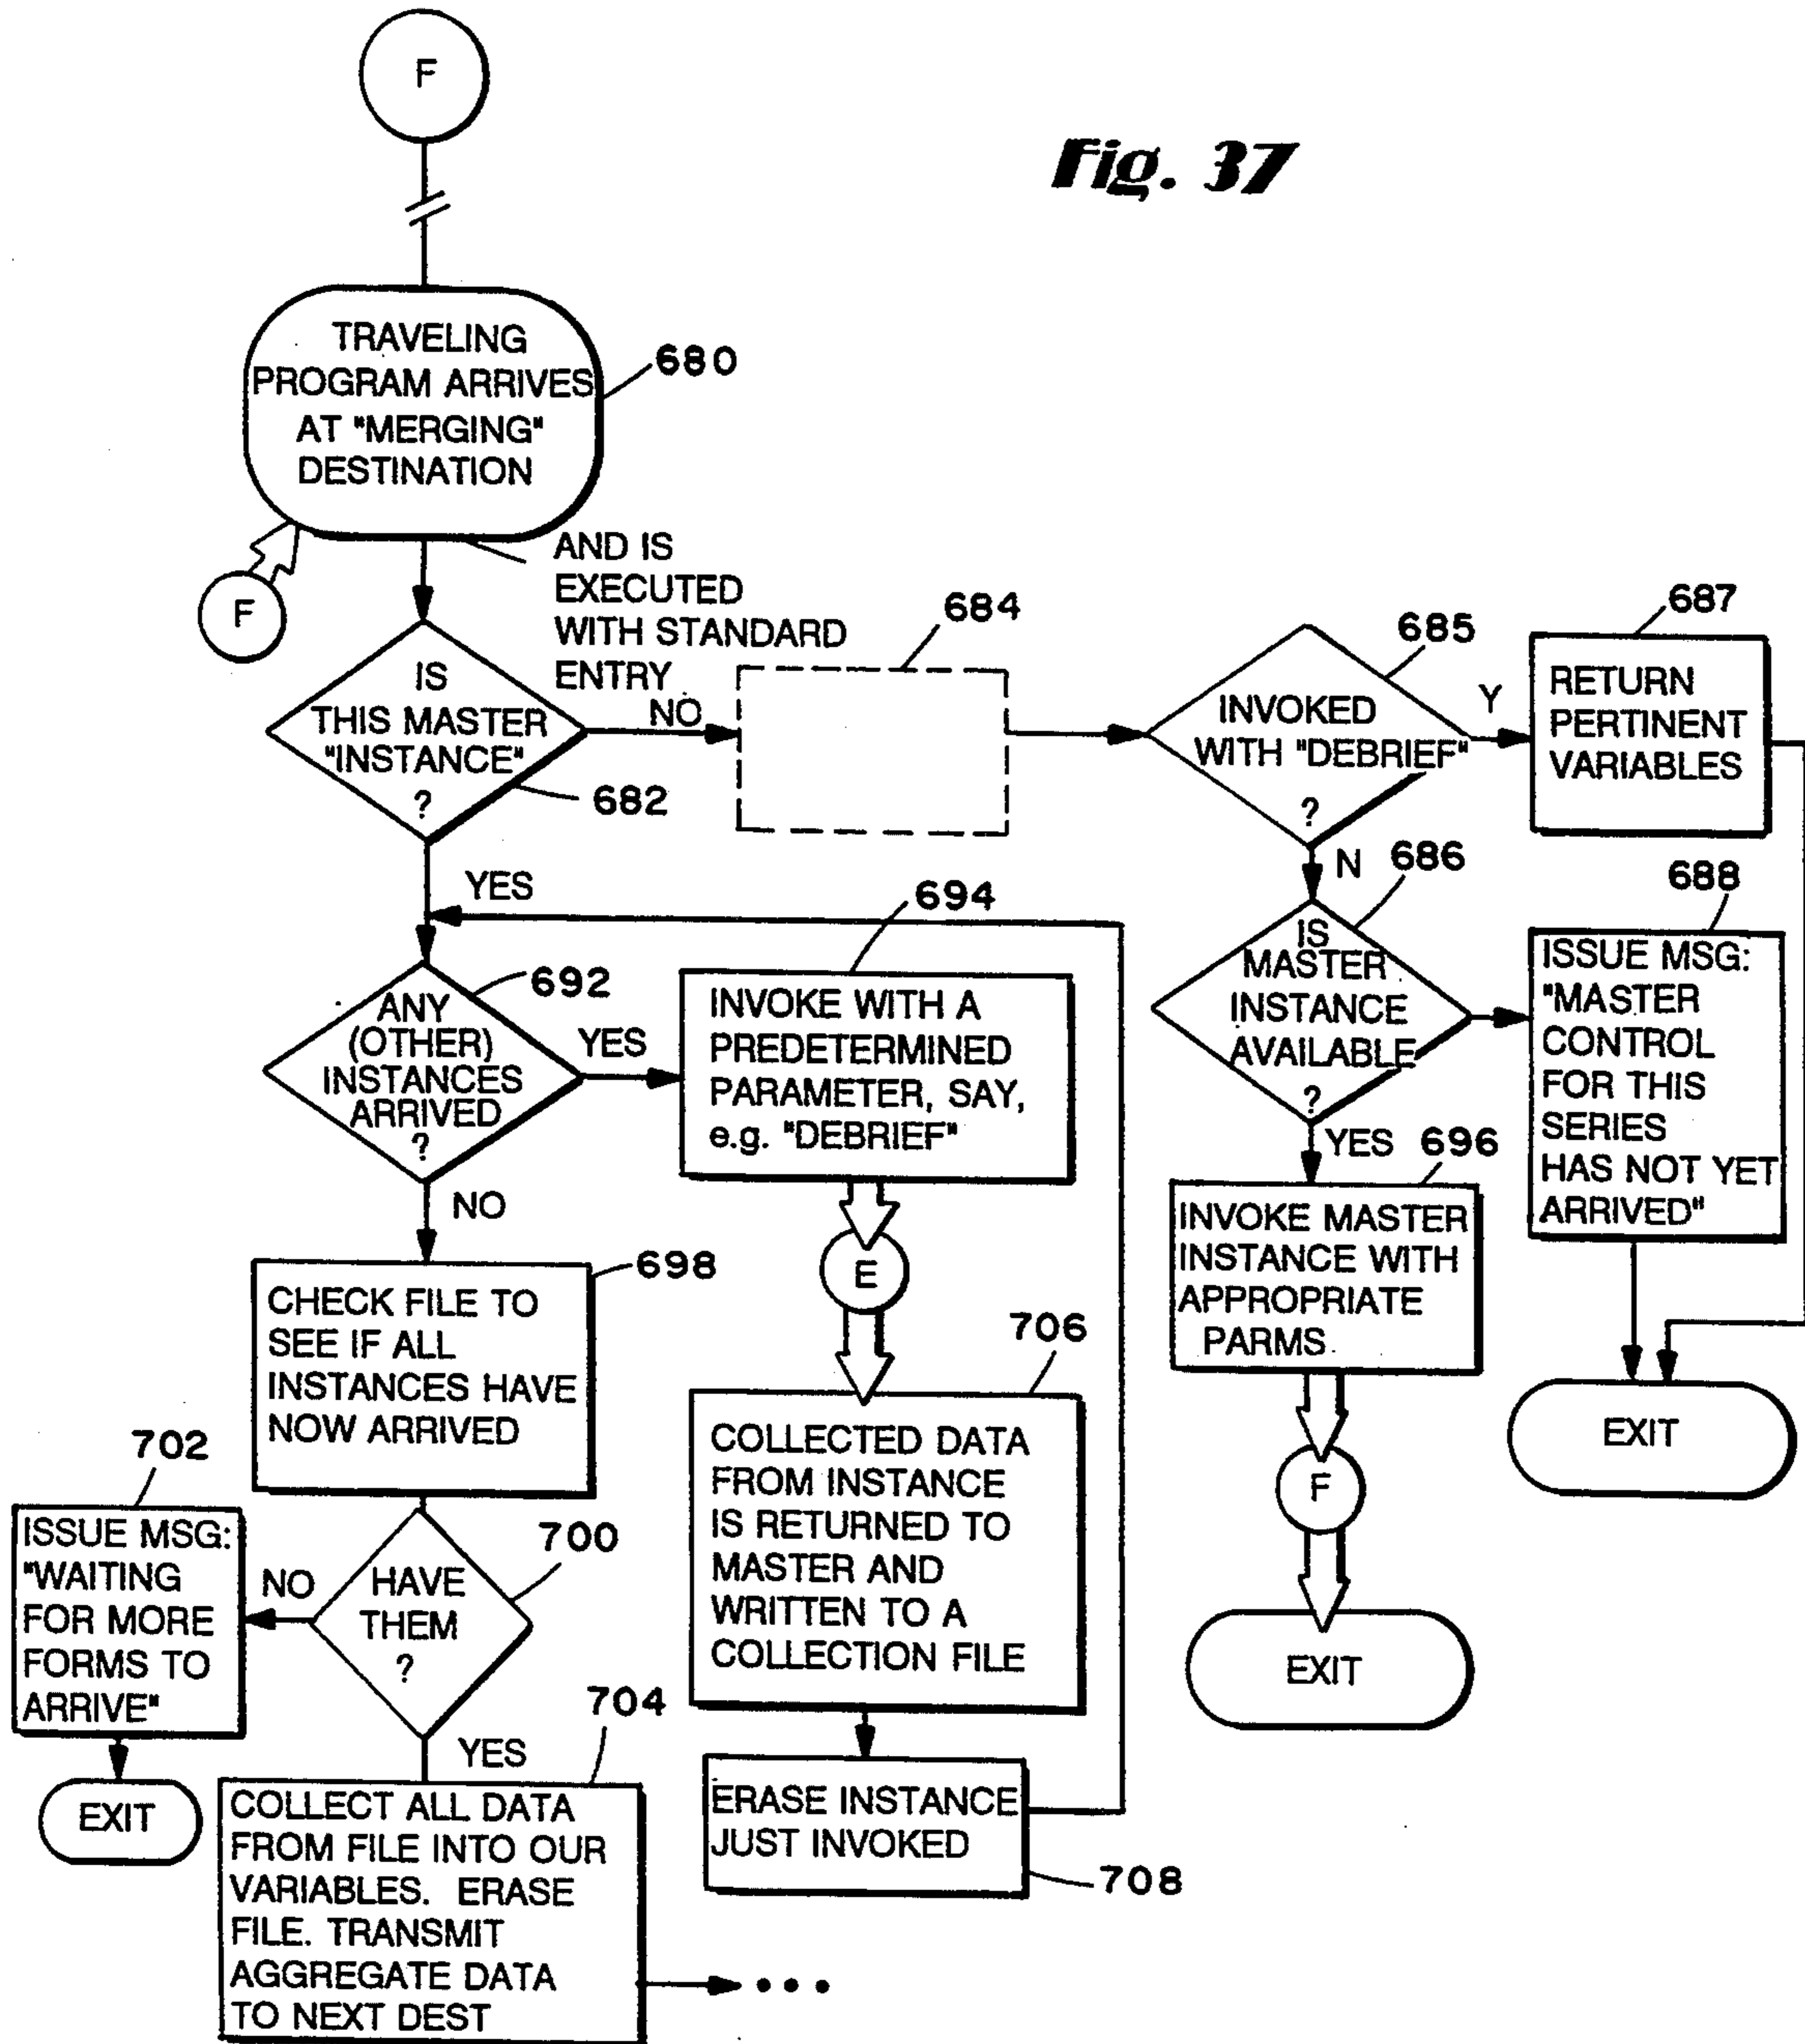 F
Fig. 37
TRAVELING
PROGRAM ARRIVES
AT "MERGING"
DESTINATION
680
F
AND IS
EXECUTED
WITH STANDARD
ENTRY
IS
THIS MASTER
"INSTANCE"
?
682
NO
684
INVOKED
WITH "DEBRIEF"
?
685
Y
687
RETURN
PERTINENT
VARIABLES
YES
N
686
IS
MASTER
INSTANCE
AVAILABLE
?
688
ISSUE MSG:
"MASTER
CONTROL
FOR THIS
SERIES
HAS NOT YET
ARRIVED"
692
ANY
(OTHER)
INSTANCES
ARRIVED
?
YES
694
INVOKE WITH A
PREDETERMINED
PARAMETER, SAY,
e.g. "DEBRIEF"
YES
696
INVOKE MASTER
INSTANCE WITH
APPROPRIATE
PARMS
NO
698
CHECK FILE TO
SEE IF ALL
INSTANCES HAVE
NOW ARRIVED
E
706
COLLECTED DATA
FROM INSTANCE
IS RETURNED TO
MASTER AND
WRITTEN TO A
COLLECTION FILE
F
EXIT
EXIT
702
ISSUE MSG:
"WAITING
FOR MORE
FORMS TO
ARRIVE"
NO
HAVE
THEM
?
700
EXIT
YES
704
COLLECT ALL DATA
FROM FILE INTO OUR
VARIABLES. ERASE
FILE. TRANSMIT
AGGREGATE DATA
TO NEXT DEST
• • •
ERASE INSTANCE
JUST INVOKED
708